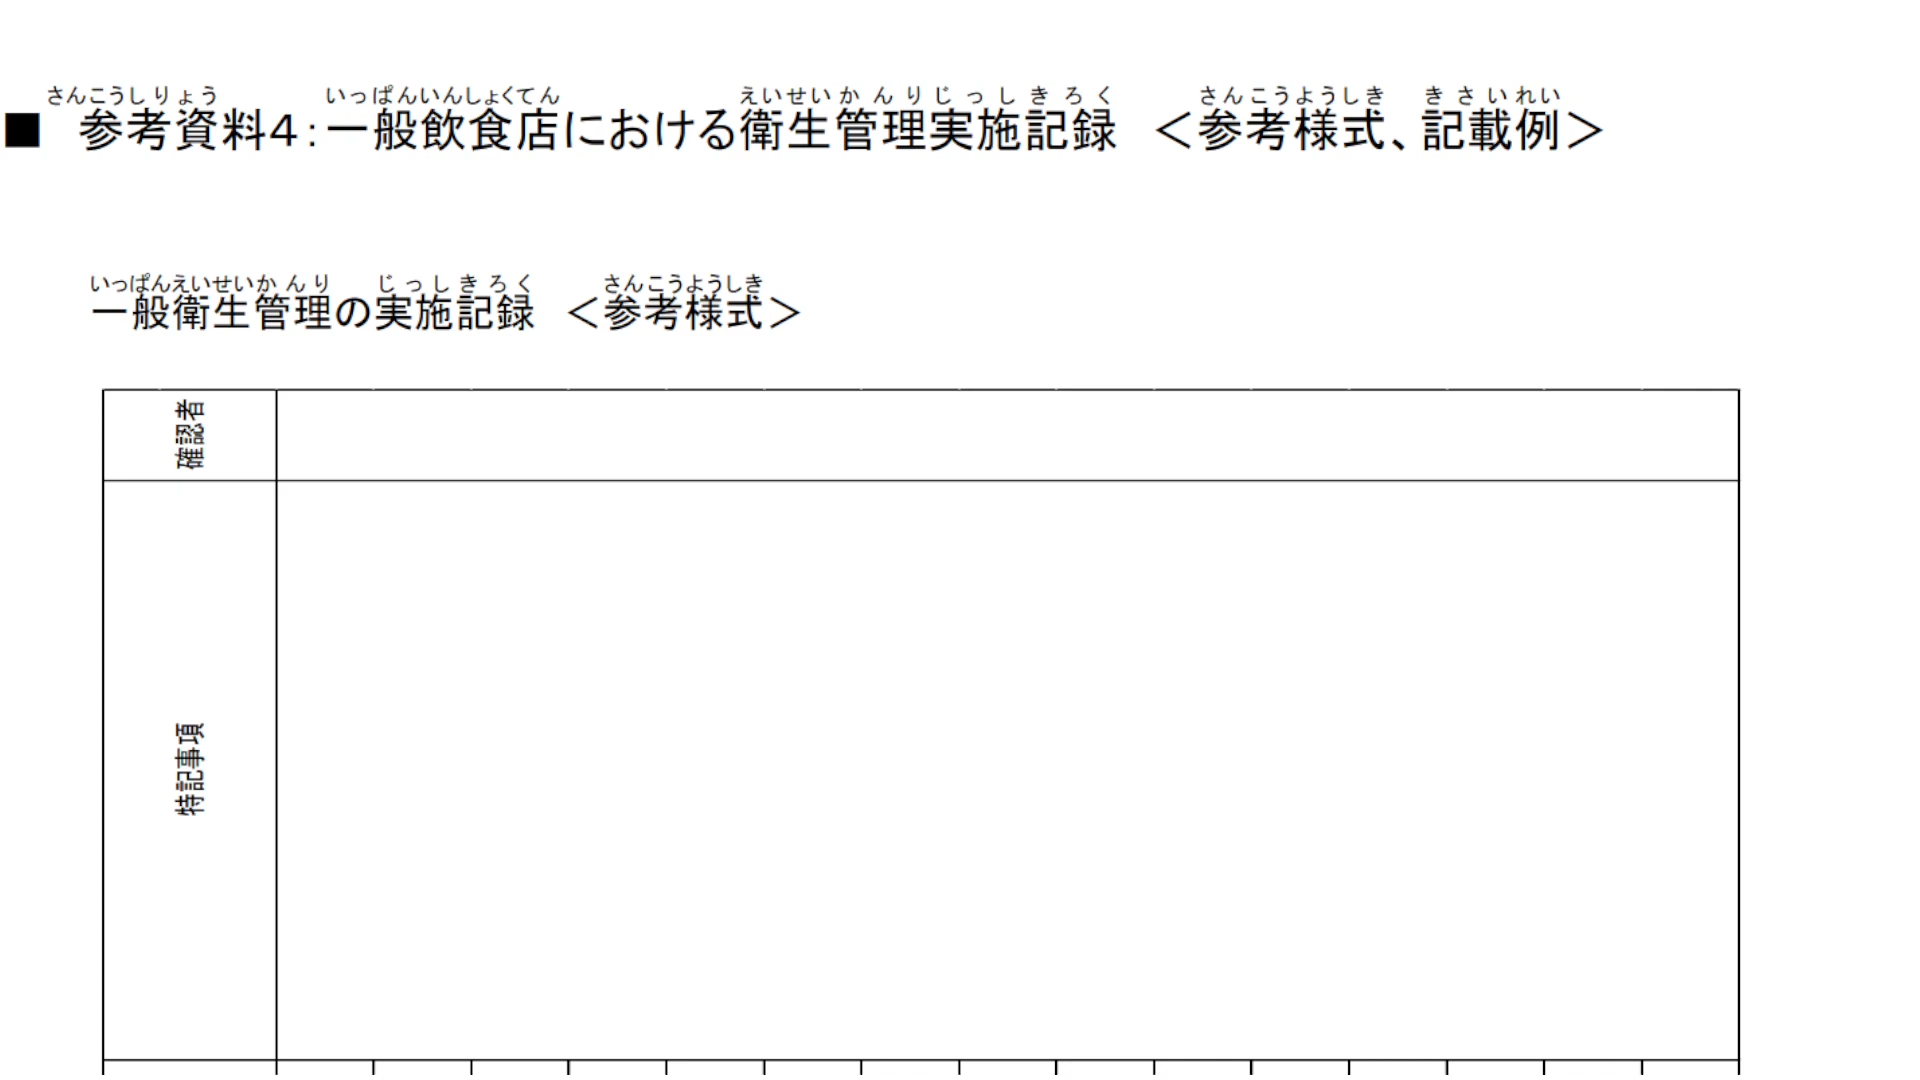 さんこうしりょう いっぱんいんしょくてん えいせいかんりじっしきろく さんこうようしき きさいれい
■ 参考資料4:一般飲食店における衛生管理実施記録 <参考様式、記載例>
いっぱんえいせいかんり じっしきろく さんこうようしき
一般衛生管理の実施記録 <参考様式>
確認者
特記事項